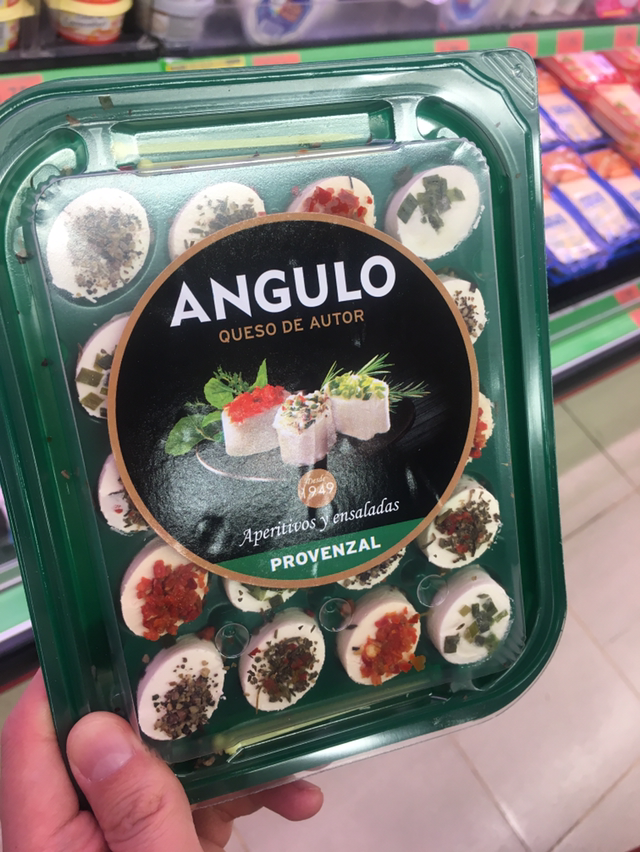 ANGULO
QUESO DE AUTOR
Desde
1949
Aperitivos y ensaladas
PROVENZAL